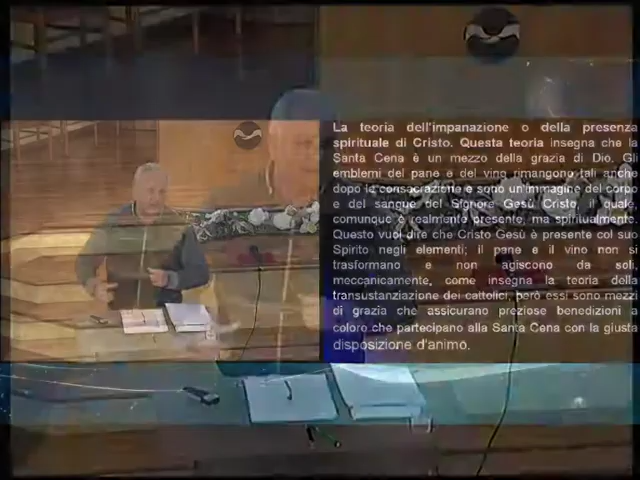 La teoria dell'impanazione o della presenza
spirituale di Cristo. Questa teoria insegna che la
Santa Cena è un mezzo della grazia di Dio. Gli
emblemi del pane e del vino rimangono tali anche
dopo la consacrazione e sono un'immagine del corpo
e del sangue del Signore Gesù Cristo, il quale,
comunque è realmente presente, ma spiritualmente.
Questo vuol dire che Cristo Gesù è presente col suo
Spirito negli elementi; il pane e il vino non si
trasformano e non agiscono da soli,
meccanicamente, come insegna la teoria della
transustanziazione dei cattolici, però essi sono mezzi
di grazia che assicurano preziose benedizioni a
coloro che partecipano alla Santa Cena con la giusta
disposizione d'animo.